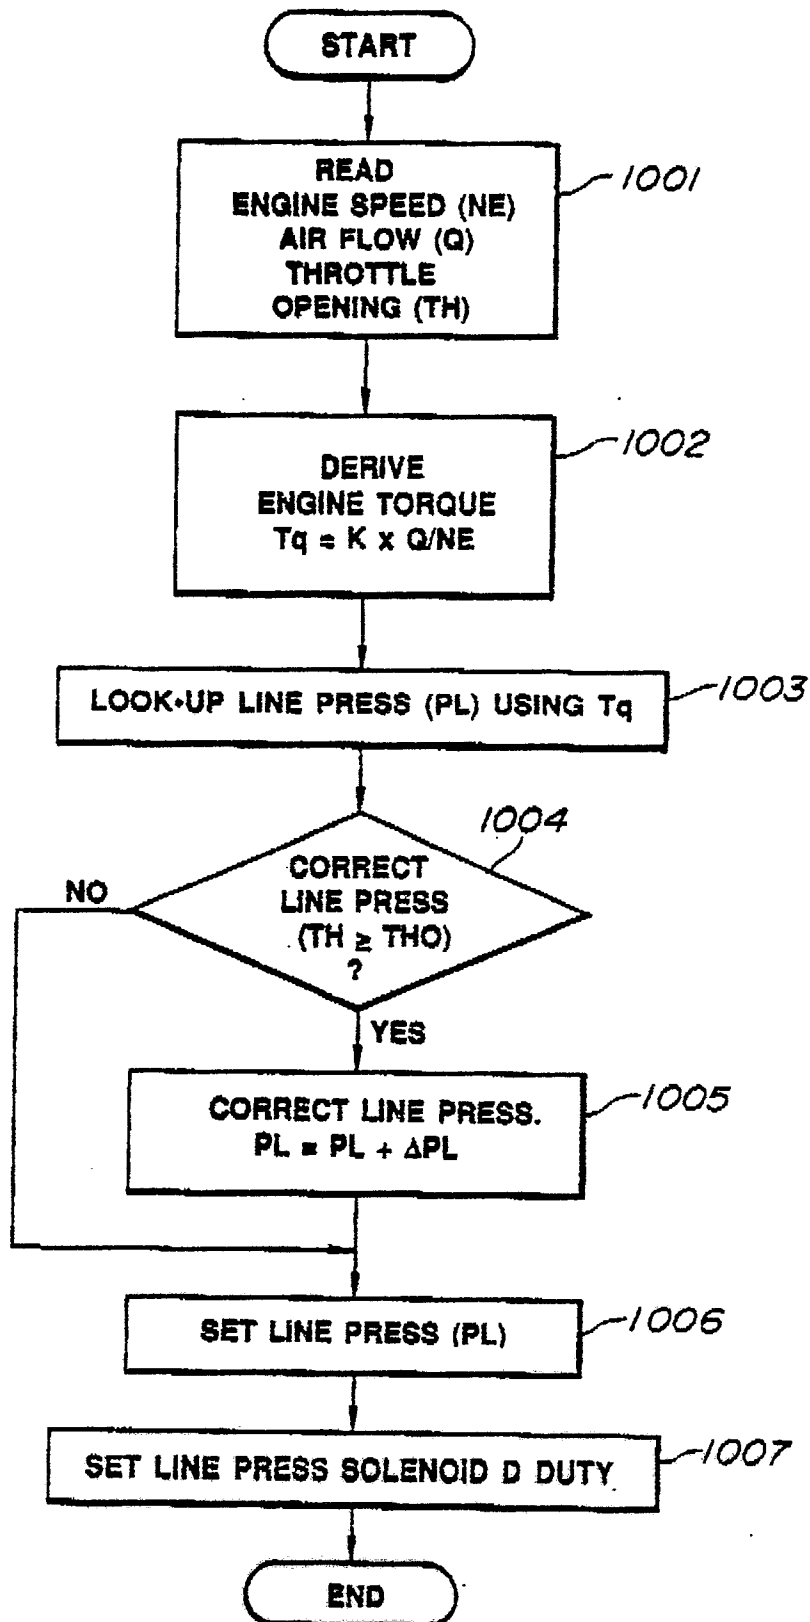 START
READ
ENGINE SPEED (NE)
AIR FLOW (Q)
THROTTLE
OPENING (TH)
1001
DERIVE
ENGINE TORQUE
Tq = K x Q/NE
1002
LOOK-UP LINE PRESS (PL) USING Tq
1003
1004
CORRECT
LINE PRESS
(TH ≥ THO)
?
NO
YES
CORRECT LINE PRESS.
PL = PL + ΔPL
1005
SET LINE PRESS (PL)
1006
SET LINE PRESS SOLENOID D DUTY
1007
END